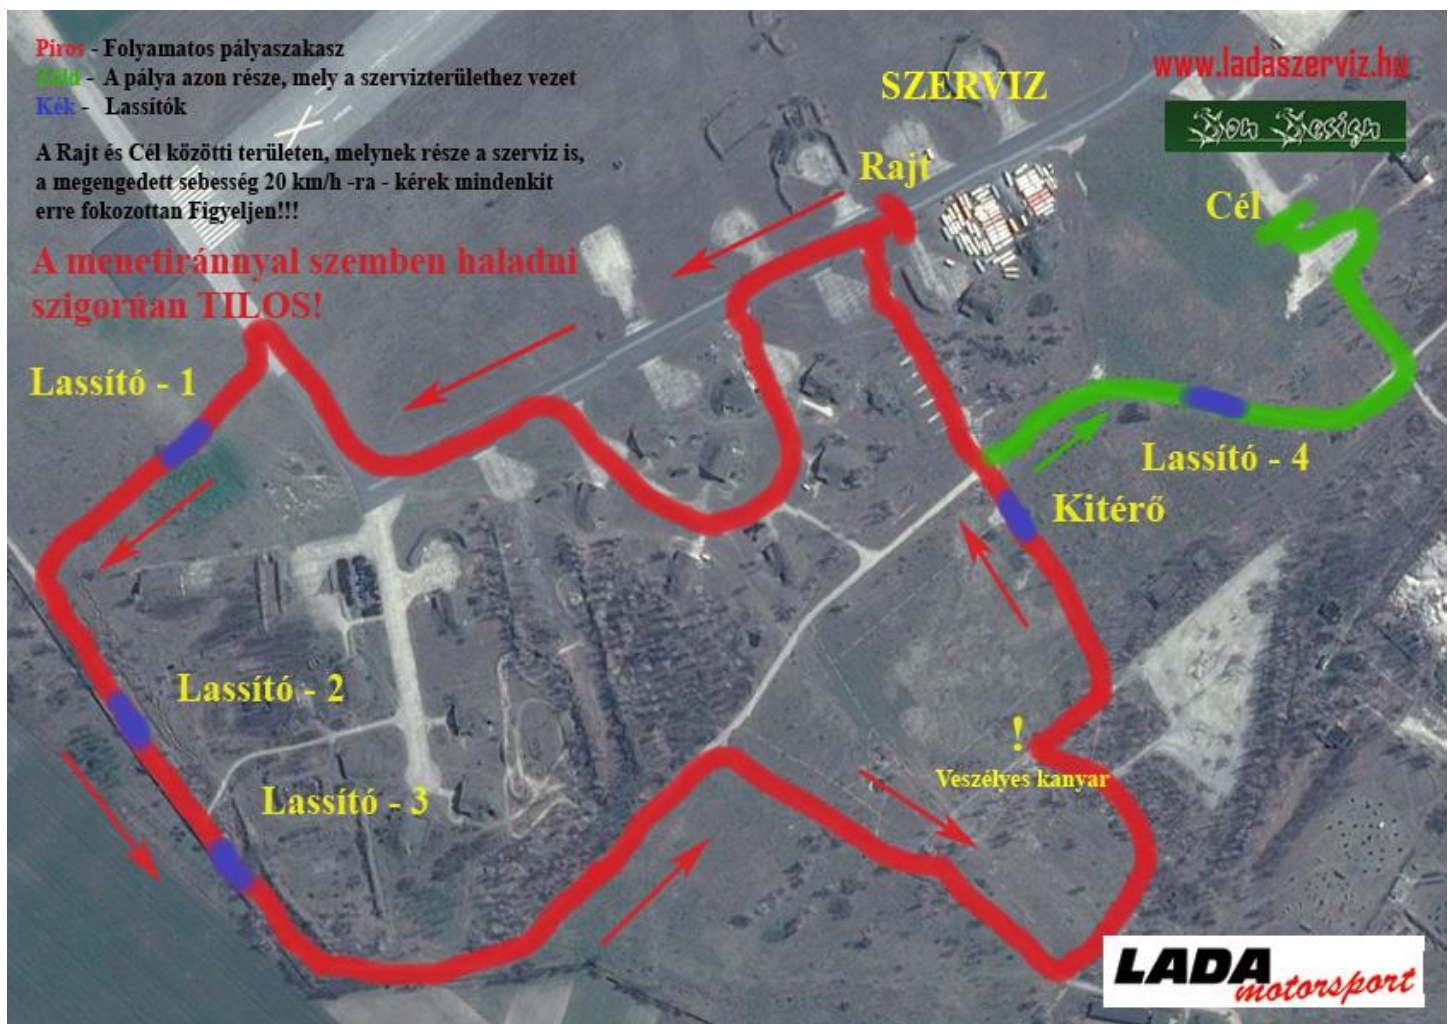 Piros - Folyamatos pályaszakasz
Zöld - A pálya azon része, mely a szervizterülethez vezet
Kék - Lassítók
A Rajt és Cél közötti területen, melynek része a szerviz is,
a megengedett sebesség 20 km/h -ra - kérek mindenkit
erre fokozottan Figyeljen!!!
A menetiránnyal szemben haladni
szigorúan TILOS!
SZERVIZ
www.ladaszerviz.hu
Bon Design
Rajt
Cél
Lassító - 1
Lassító - 4
Kitérő
Lassító - 2
!
Veszélyes kanyar
Lassító - 3
LADA
motorsport